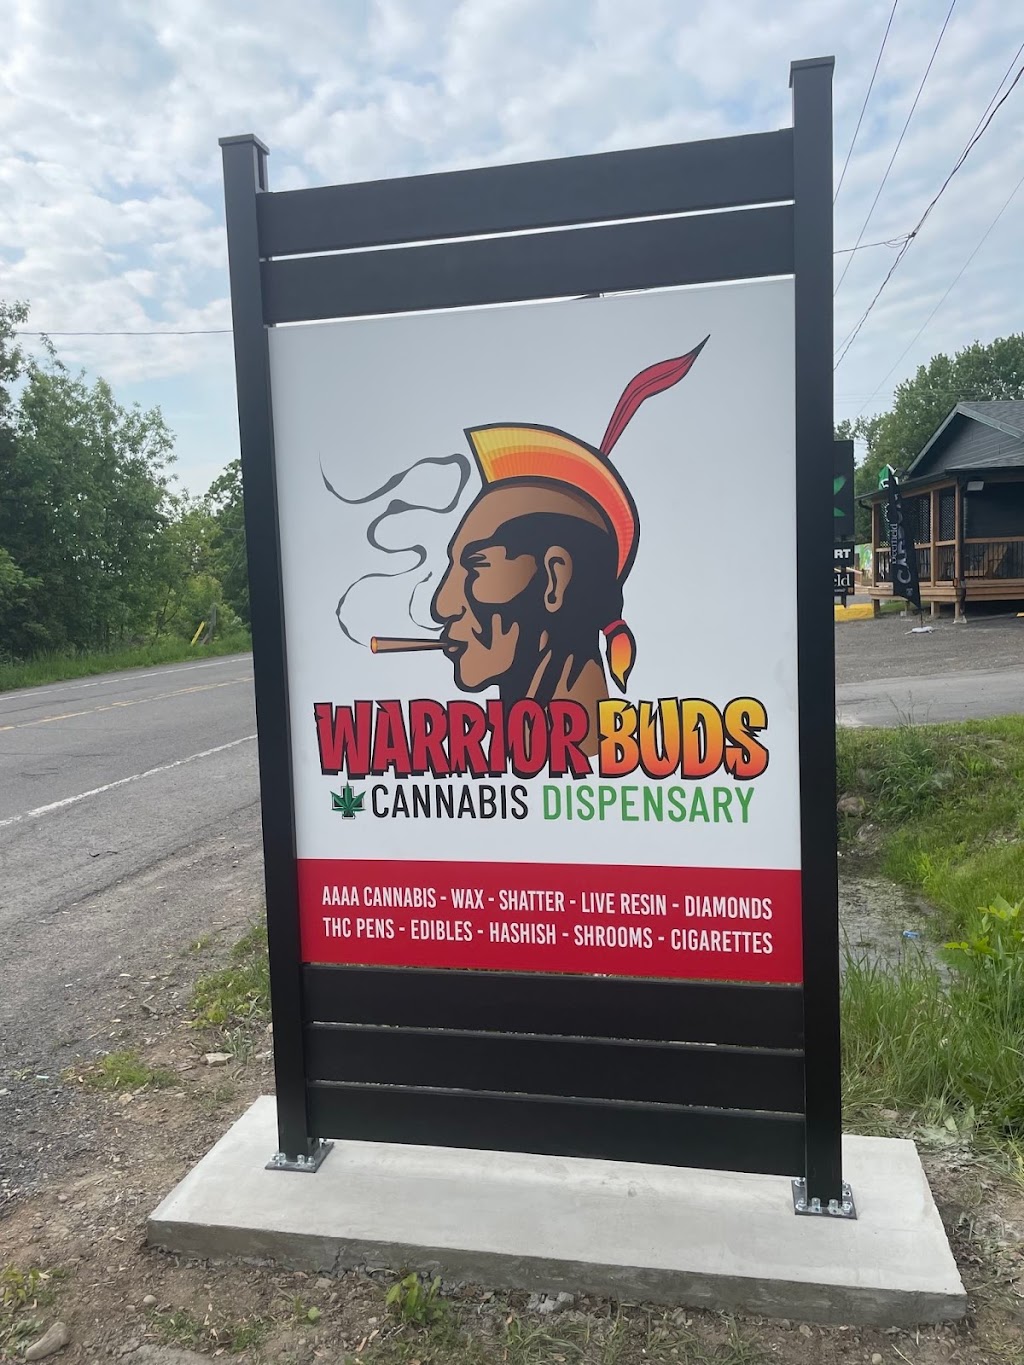 WARRIOR BUDS
CANNABIS DISPENSARY
AAAA CANNABIS - WAX - SHATTER - LIVE RESIN - DIAMONDS
THC PENS - EDIBLES - HASHISH - SHROOMS - CIGARETTES